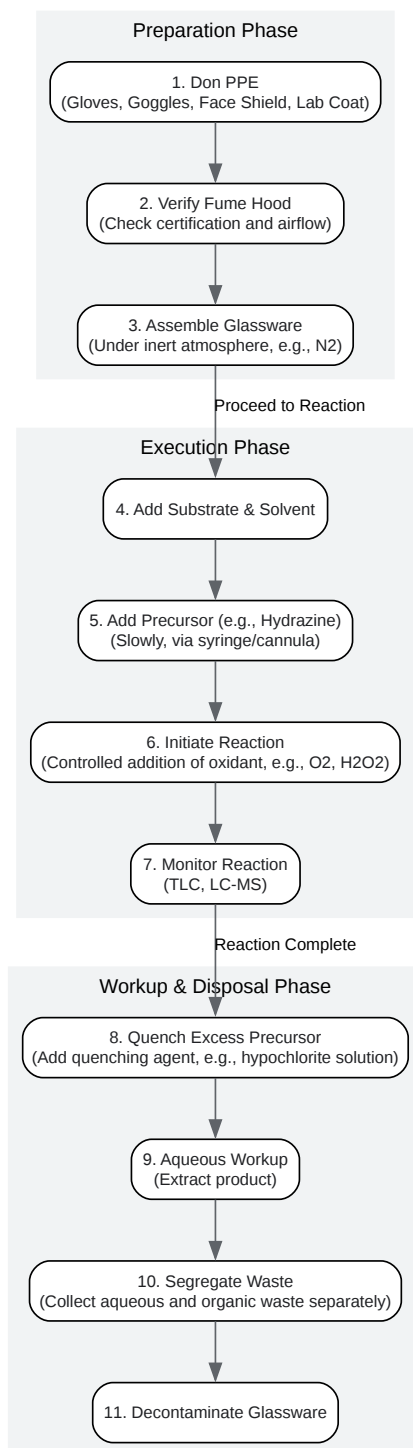 Preparation Phase
1. Don PPE
(Gloves, Goggles, Face Shield, Lab Coat)
2. Verify Fume Hood
(Check certification and airflow)
3. Assemble Glassware
(Under inert atmosphere, e.g., N2)
Proceed to Reaction
Execution Phase
4. Add Substrate & Solvent
5. Add Precursor (e.g., Hydrazine)
(Slowly, via syringe/cannula)
6. Initiate Reaction
(Controlled addition of oxidant, e.g., O2, H2O2)
7. Monitor Reaction
(TLC, LC-MS)
Reaction Complete
Workup & Disposal Phase
8. Quench Excess Precursor
(Add quenching agent, e.g., hypochlorite solution)
9. Aqueous Workup
(Extract product)
10. Segregate Waste
(Collect aqueous and organic waste separately)
11. Decontaminate Glassware